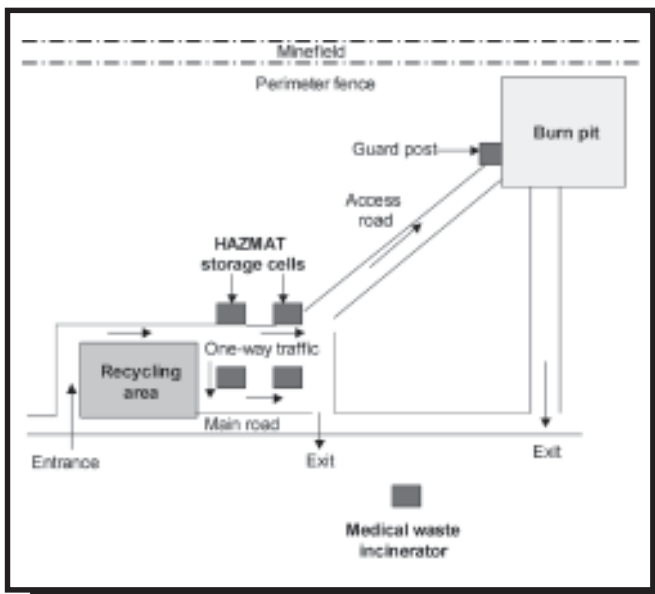 Minefield
Perimeter fence
Burn pit
Guard post
Access
road
HAZMAT
storage cells
One-way traffic
Recycling
area
Main road
Entrance
Exit
Exit
Medical waste
incinerator